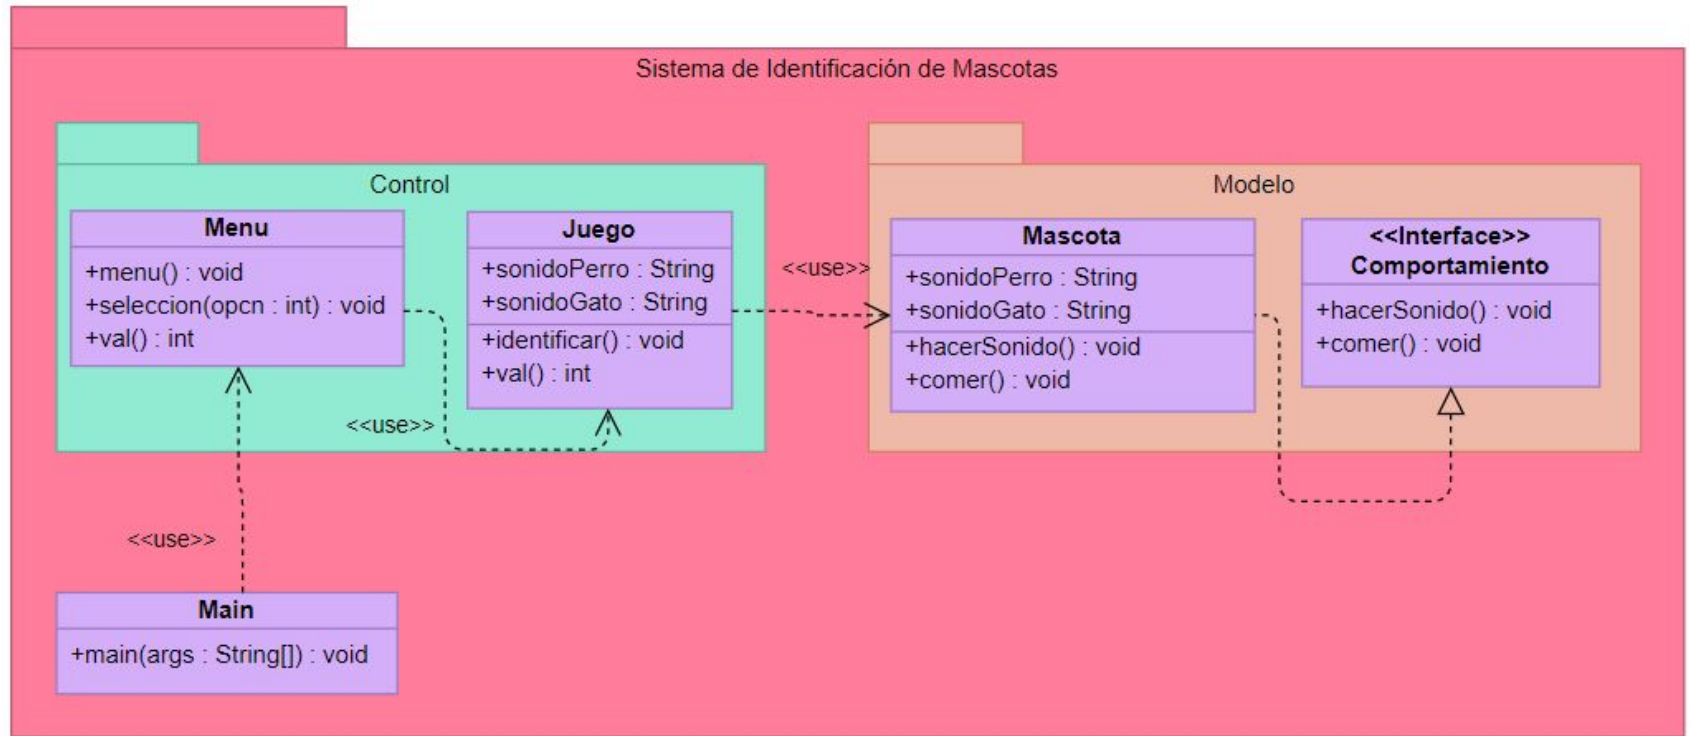 Sistema de Identificación de Mascotas
Control
Menu
+menu() : void
+seleccion(opcn : int) : void
+val() : int
Juego
+sonidoPerro : String
+sonidoGato : String
+identificar() : void
+val() : int
<<use>>
<<use>>
Modelo
Mascota
+sonidoPerro : String
+sonidoGato : String
+hacerSonido() : void
+comer() : void
<<Interface>>
Comportamiento
+hacerSonido() : void
+comer() : void
<<use>>
Main
+main(args : String[]) : void